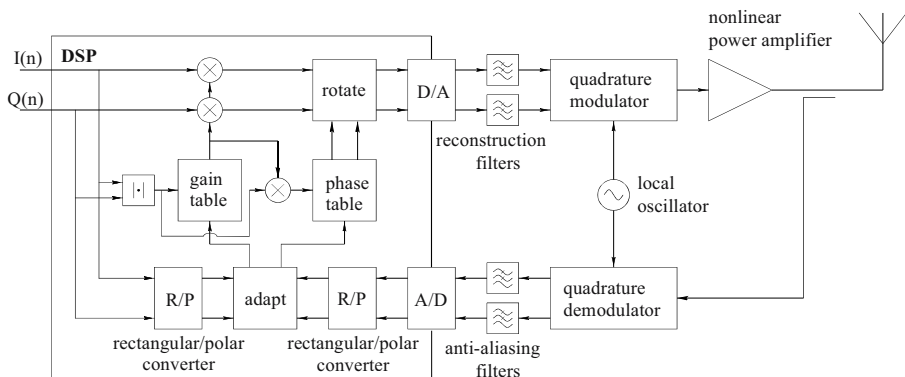 nonlinear
power amplifier
I(n)
DSP
Q(n)
rotate
D/A
quadrature
modulator
reconstruction
filters
|•|
gain
table
phase
table
local
oscillator
R/P
adapt
R/P
A/D
quadrature
demodulator
rectangular/polar
converter
rectangular/polar
converter
anti-aliasing
filters